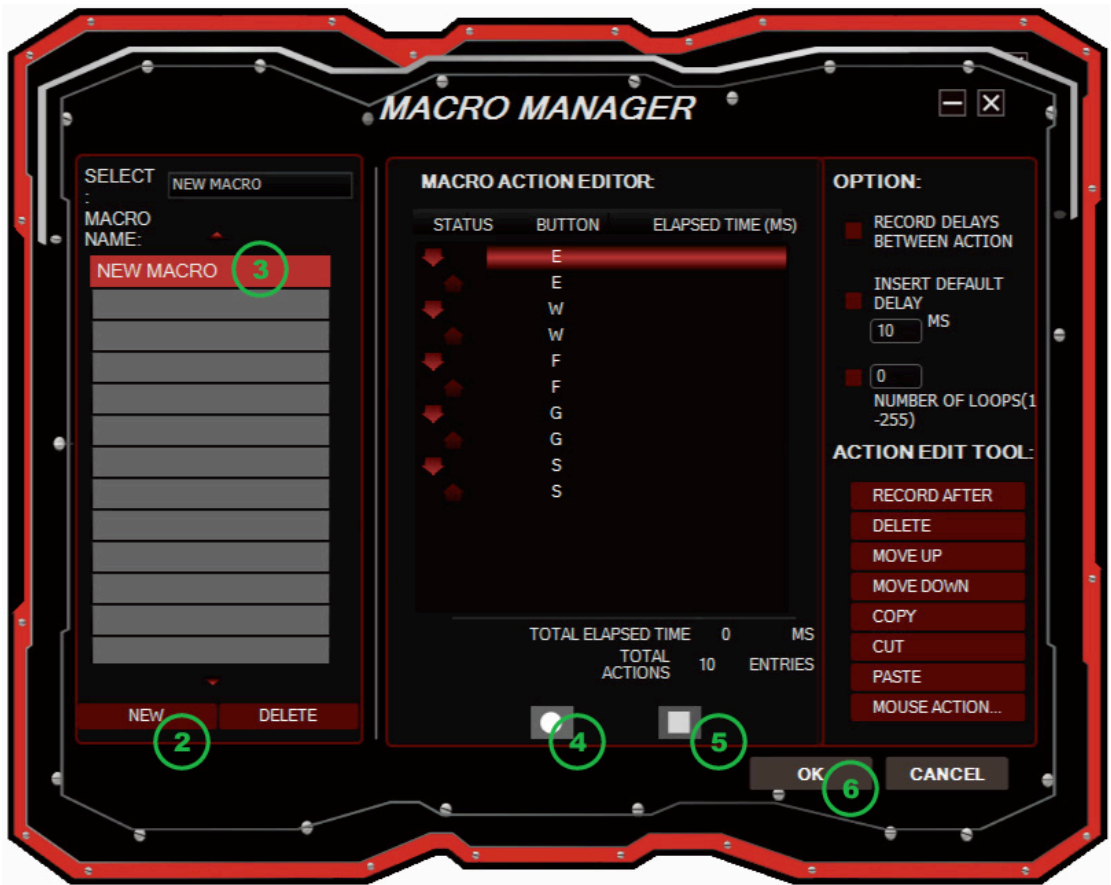 MACRO MANAGER
SELECT
:
NEW MACRO
MACRO
NAME:
NEW MACRO
3
NEW
DELETE
2
MACRO ACTION EDITOR:
STATUS BUTTON ELAPSED TIME (MS)
E
E
W
W
F
F
G
G
S
S
TOTAL ELAPSED TIME 0 MS
TOTAL
ACTIONS 10 ENTRIES
4
5
OPTION:
RECORD DELAYS
BETWEEN ACTION
INSERT DEFAULT
DELAY
10 MS
0
NUMBER OF LOOPS(1
-255)
ACTION EDIT TOOL:
RECORD AFTER
DELETE
MOVE UP
MOVE DOWN
COPY
CUT
PASTE
MOUSE ACTION...
OK
6
CANCEL